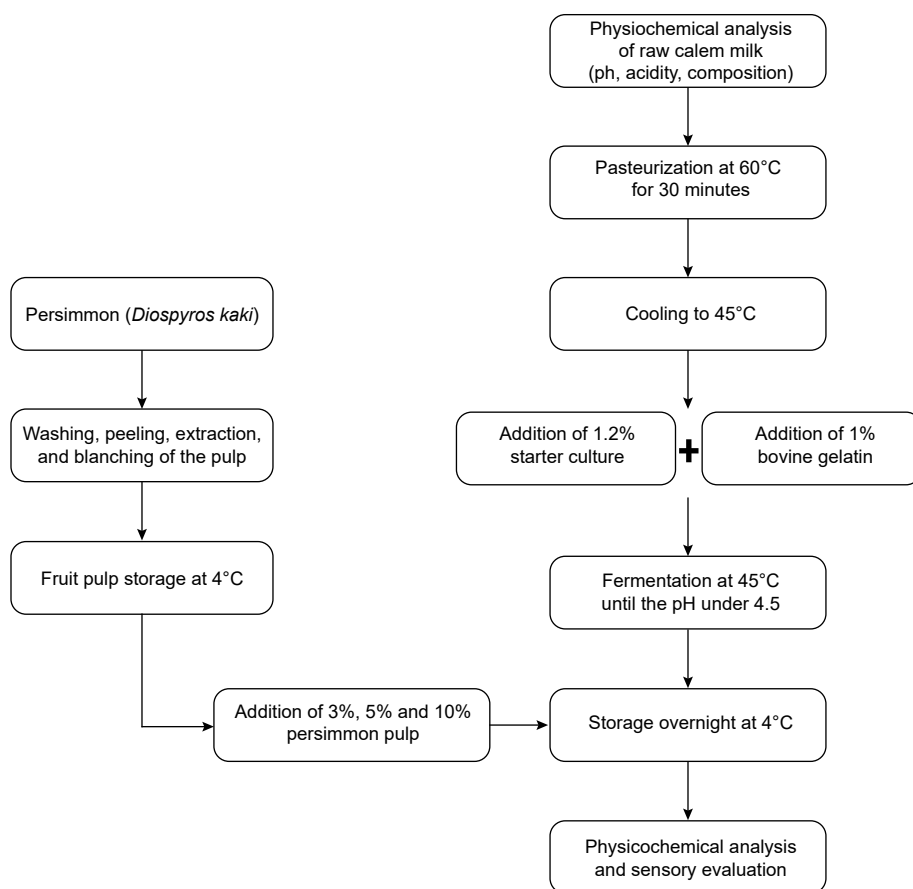 Physiochemical analysis
of raw calem milk
(ph, acidity, composition)
Pasteurization at 60°C
for 30 minutes
Cooling to 45°C
Persimmon (Diospyros kaki)
Washing, peeling, extraction,
and blanching of the pulp
Fruit pulp storage at 4°C
Addition of 1.2%
starter culture
+
Addition of 1%
bovine gelatin
Fermentation at 45°C
until the pH under 4.5
Addition of 3%, 5% and 10%
persimmon pulp
Storage overnight at 4°C
Physicochemical analysis
and sensory evaluation